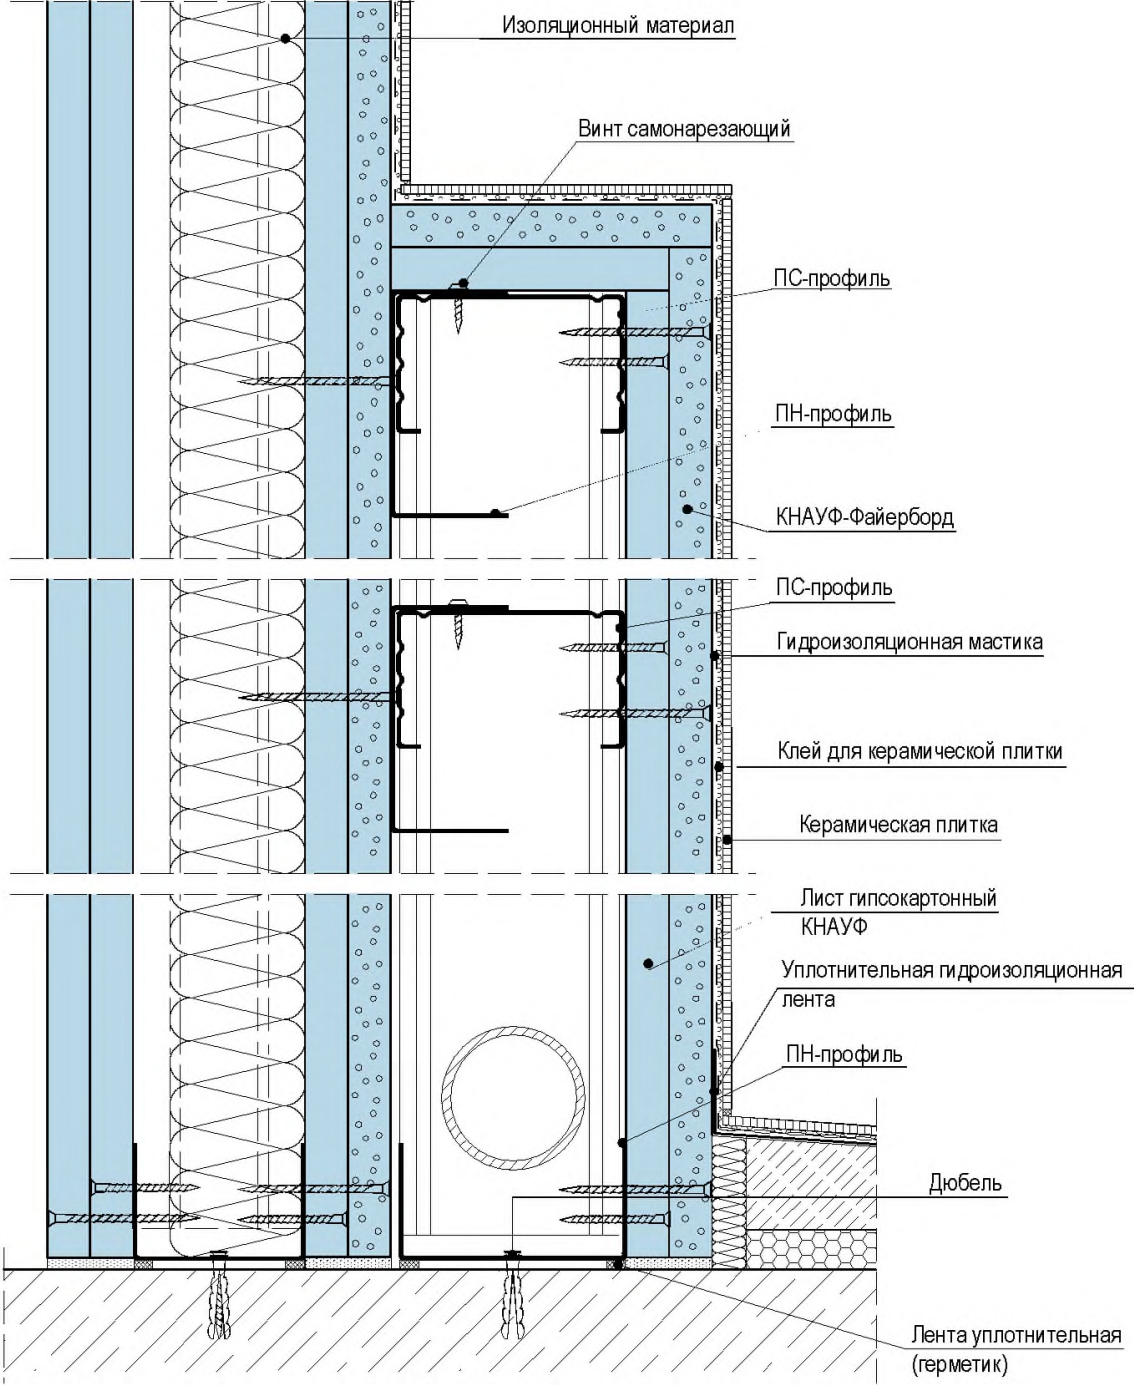 Изоляционный материал
Винт самонарезающий
ПС-профиль
ПН-профиль
КНАУФ-Файерборд
ПС-профиль
Гидроизоляционная мастика
Клей для керамической плитки
Керамическая плитка
Лист гипсокартонный
КНАУФ
Уплотнительная гидроизоляционная
лента
ПН-профиль
Дюбель
Лента уплотнительная
(герметик)